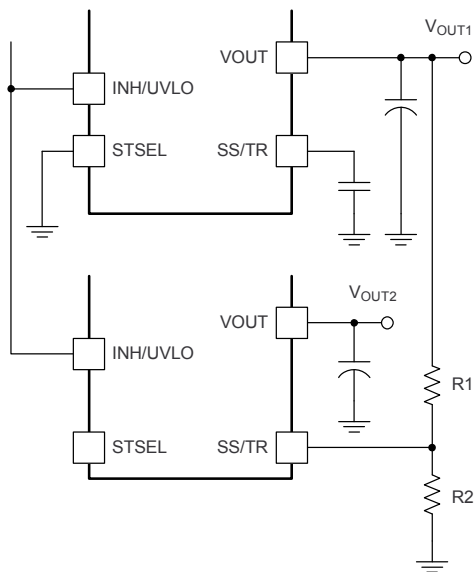 VOUT1
VOUT
INH/UVLO
STSEL
SS/TR
VOUT2
VOUT
INH/UVLO
R1
STSEL
SS/TR
R2